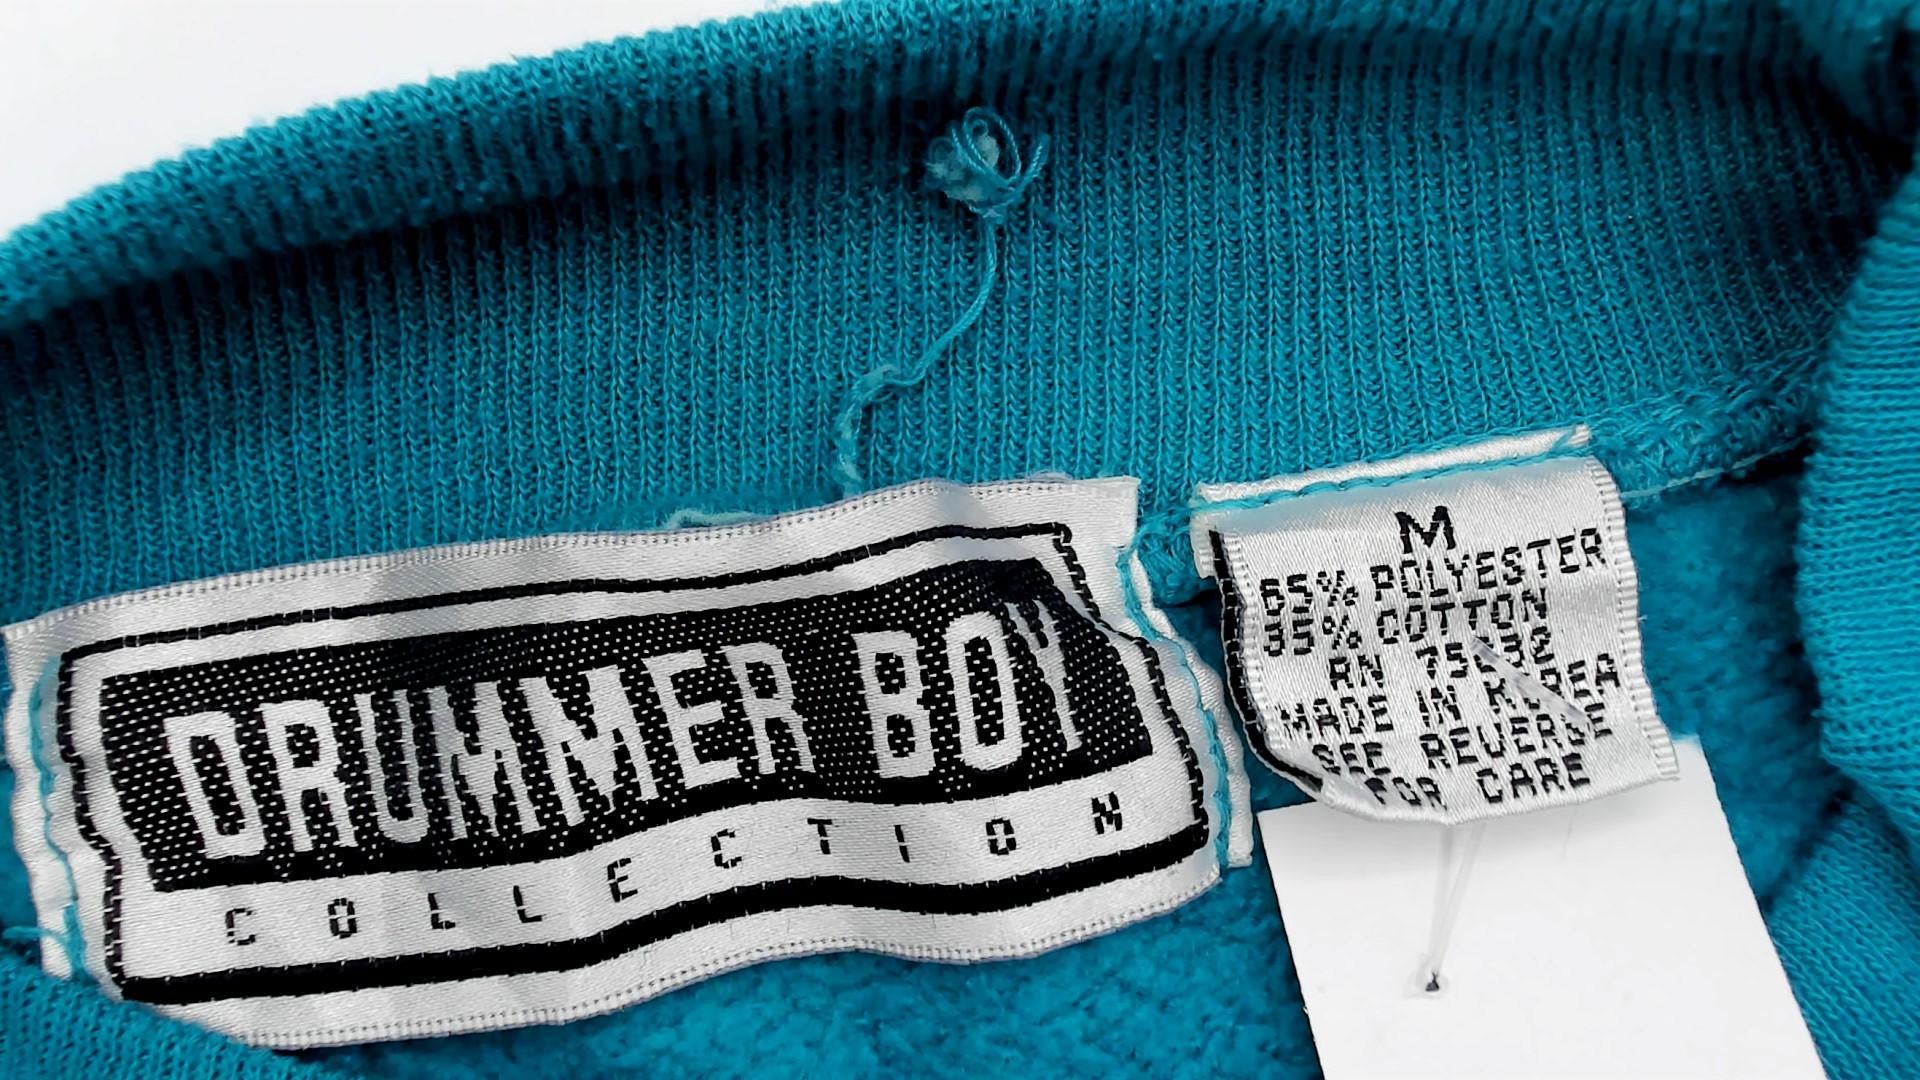 DRUMMER BOY
COLLECTION
M
65% POLYESTER
35% COTTON
RN
MADE IN KOREA
SEE REVERSE
FOR CARE